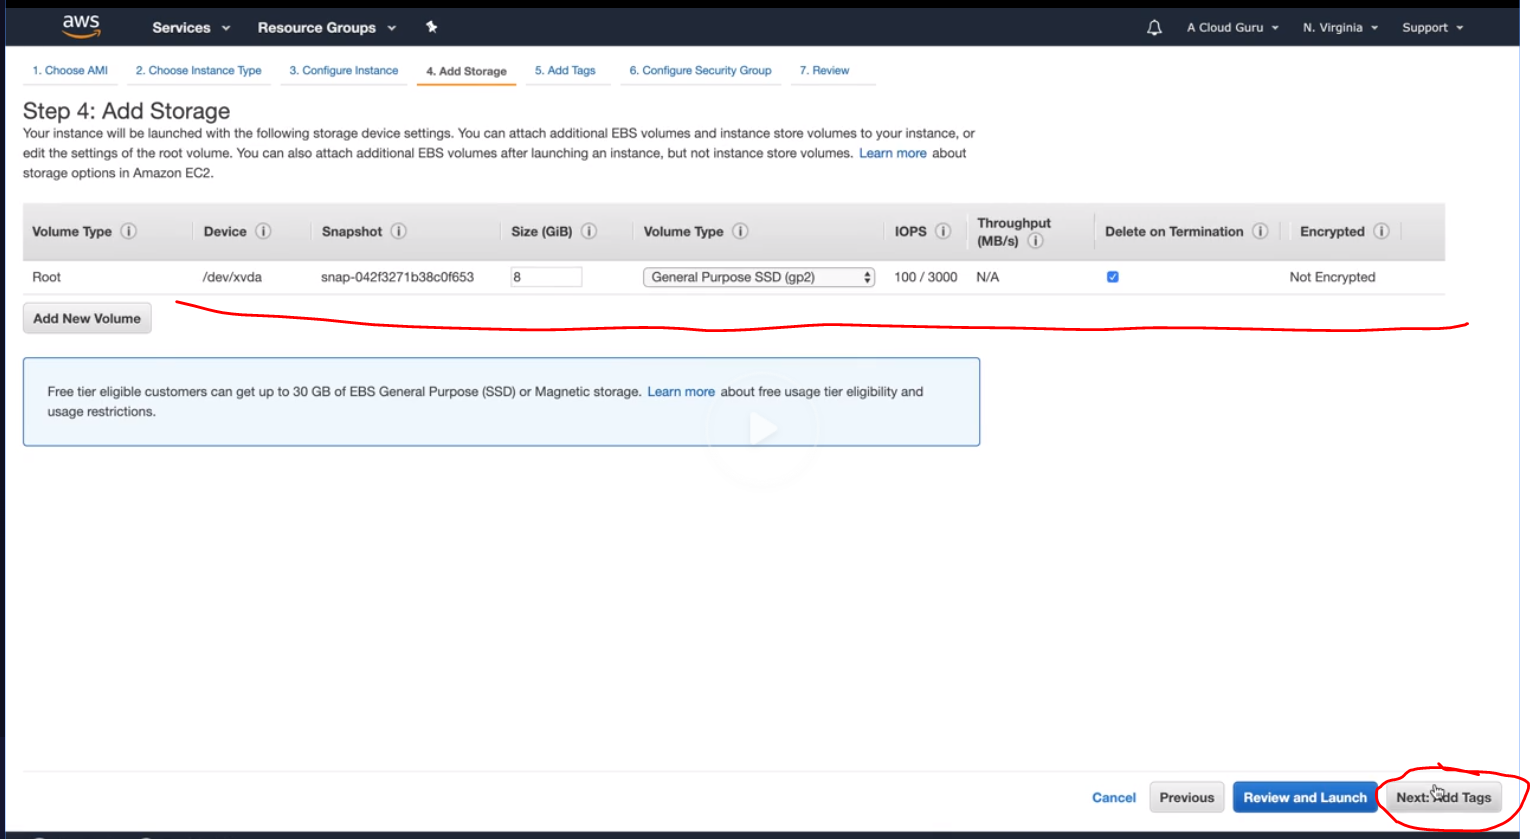 aws Services Resource Groups A Cloud Guru N. Virginia Support
1. Choose AMI 2. Choose Instance Type 3. Configure Instance 4. Add Storage 5. Add Tags 6. Configure Security Group 7. Review
Step 4: Add Storage
Your instance will be launched with the following storage device settings. You can attach additional EBS volumes and instance store volumes to your instance, or
edit the settings of the root volume. You can also attach additional EBS volumes after launching an instance, but not instance store volumes. Learn more about
storage options in Amazon EC2.
Volume Type i Device i Snapshot i Size (GiB) i Volume Type i IOPS i Throughput (MB/s) i Delete on Termination i Encrypted i
Root /dev/xvda snap-042f3271b38c0f653 8 General Purpose SSD (gp2) 100 / 3000 N/A Not Encrypted
Add New Volume
Free tier eligible customers can get up to 30 GB of EBS General Purpose (SSD) or Magnetic storage. Learn more about free usage tier eligibility and
usage restrictions.
Cancel Previous Review and Launch Next: Add Tags